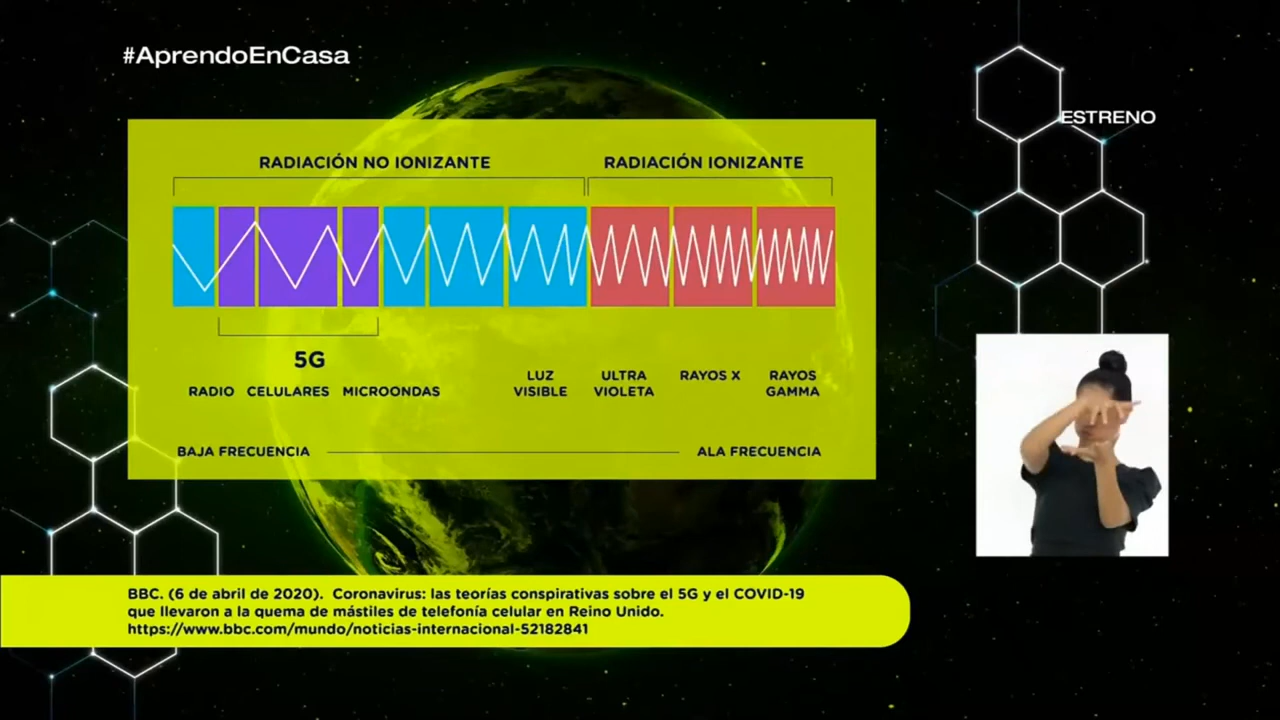 #AprendoEnCasa
ESTRENO
RADIACIÓN NO IONIZANTE
RADIACIÓN IONIZANTE
5G
RADIO
CELULARES
MICROONDAS
LUZ
VISIBLE
ULTRA
VIOLETA
RAYOS X
RAYOS
GAMMA
BAJA FRECUENCIA
ALA FRECUENCIA
BBC. (6 de abril de 2020). Coronavirus: las teorías conspirativas sobre el 5G y el COVID-19
que llevaron a la quema de mástiles de telefonía celular en Reino Unido.
https://www.bbc.com/mundo/noticias-internacional-52182841